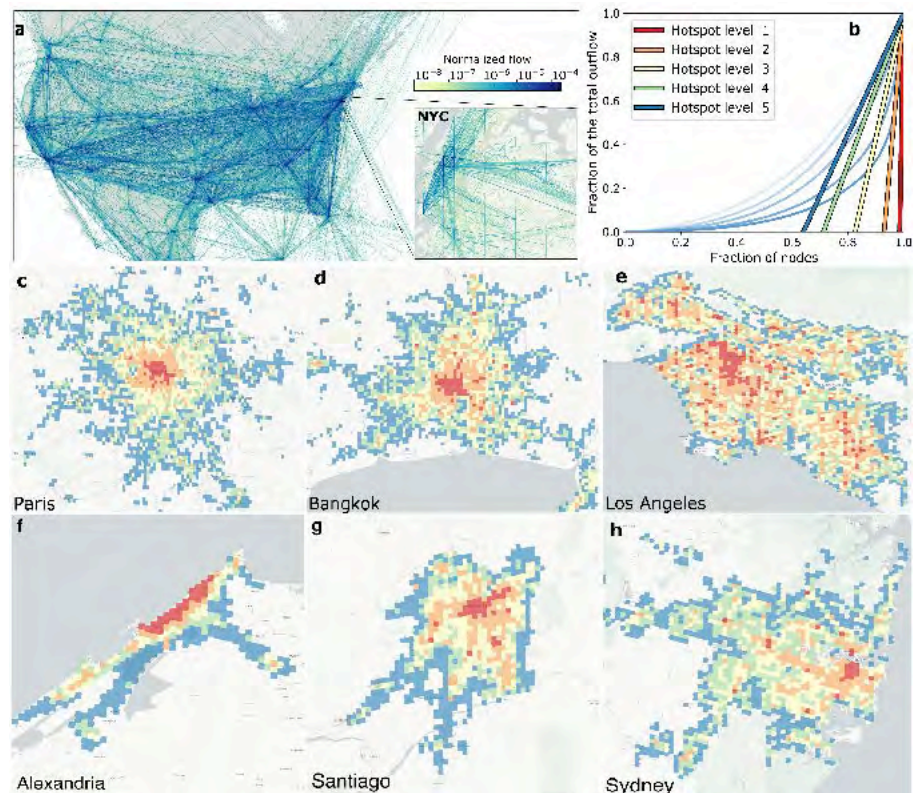 a
Normalized flow
10⁻⁸ 10⁻⁷ 10⁻⁶ 10⁻⁵ 10⁻⁴
NYC
b
Hotspot level 1
Hotspot level 2
Hotspot level 3
Hotspot level 4
Hotspot level 5
Fraction of the total outflow
1.0
0.8
0.6
0.4
0.2
0.0
0.0 0.2 0.4 0.6 0.8 1.0
Fraction of nodes
c
Paris
d
Bangkok
e
Los Angeles
f
Alexandria
g
Santiago
h
Sydney